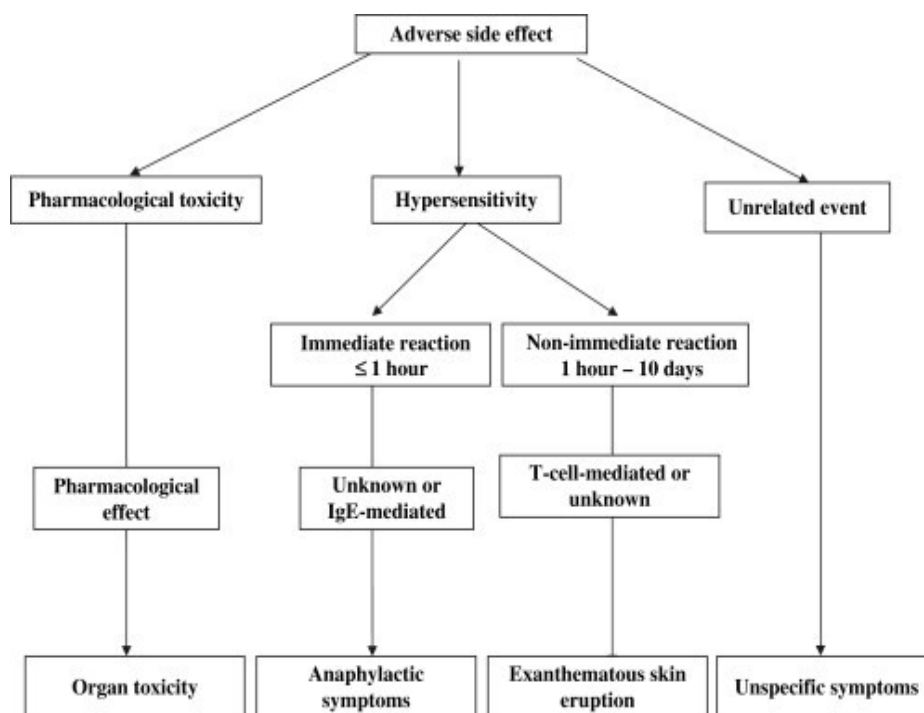 Adverse side effect
Pharmacological toxicity
Hypersensitivity
Unrelated event
Immediate reaction
≤ 1 hour
Non-immediate reaction
1 hour – 10 days
Pharmacological
effect
Unknown or
IgE-mediated
T-cell-mediated or
unknown
Organ toxicity
Anaphylactic
symptoms
Exanthematous skin
eruption
Unspecific symptoms